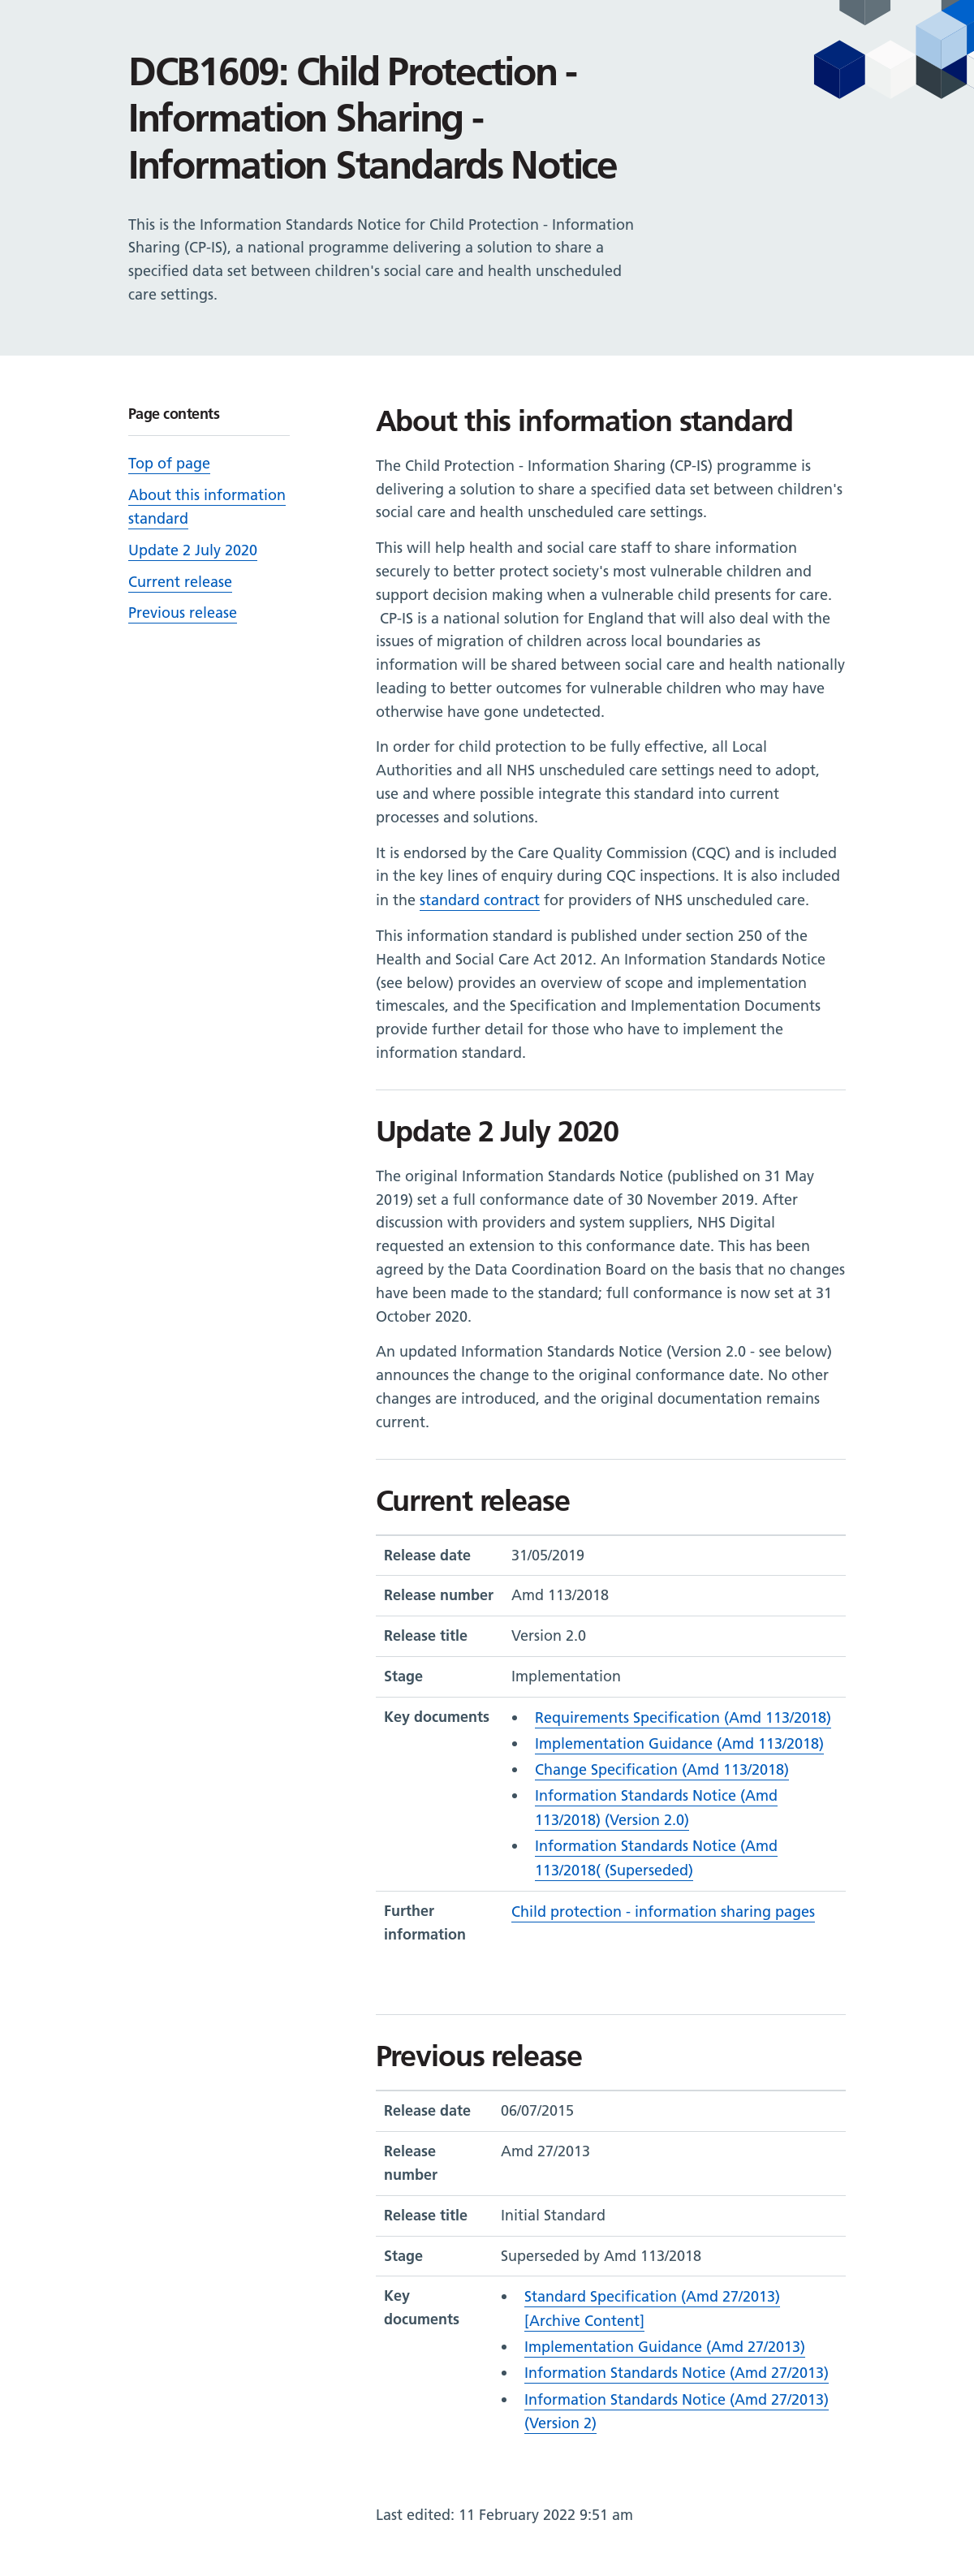 DCB1609: Child Protection -
Information Sharing -
Information Standards Notice
This is the Information Standards Notice for Child Protection - Information
Sharing (CP-IS), a national programme delivering a solution to share a
specified data set between children's social care and health unscheduled
care settings.
Page contents
Top of page
About this information
standard
Update 2 July 2020
Current release
Previous release
About this information standard
The Child Protection - Information Sharing (CP-IS) programme is
delivering a solution to share a specified data set between children's
social care and health unscheduled care settings.
This will help health and social care staff to share information
securely to better protect society's most vulnerable children and
support decision making when a vulnerable child presents for care.
CP-IS is a national solution for England that will also deal with the
issues of migration of children across local boundaries as
information will be shared between social care and health nationally
leading to better outcomes for vulnerable children who may have
otherwise have gone undetected.
In order for child protection to be fully effective, all Local
Authorities and all NHS unscheduled care settings need to adopt,
use and where possible integrate this standard into current
processes and solutions.
It is endorsed by the Care Quality Commission (CQC) and is included
in the key lines of enquiry during CQC inspections. It is also included
in the standard contract for providers of NHS unscheduled care.
This information standard is published under section 250 of the
Health and Social Care Act 2012. An Information Standards Notice
(see below) provides an overview of scope and implementation
timescales, and the Specification and Implementation Documents
provide further detail for those who have to implement the
information standard.
Update 2 July 2020
The original Information Standards Notice (published on 31 May
2019) set a full conformance date of 30 November 2019. After
discussion with providers and system suppliers, NHS Digital
requested an extension to this conformance date. This has been
agreed by the Data Coordination Board on the basis that no changes
have been made to the standard; full conformance is now set at 31
October 2020.
An updated Information Standards Notice (Version 2.0 - see below)
announces the change to the original conformance date. No other
changes are introduced, and the original documentation remains
current.
Current release
Release date 31/05/2019
Release number Amd 113/2018
Release title Version 2.0
Stage Implementation
Key documents • Requirements Specification (Amd 113/2018)
• Implementation Guidance (Amd 113/2018)
• Change Specification (Amd 113/2018)
• Information Standards Notice (Amd
113/2018) (Version 2.0)
• Information Standards Notice (Amd
113/2018( (Superseded)
Further Child protection - information sharing pages
information
Previous release
Release date 06/07/2015
Release Amd 27/2013
number
Release title Initial Standard
Stage Superseded by Amd 113/2018
Key • Standard Specification (Amd 27/2013)
documents [Archive Content]
• Implementation Guidance (Amd 27/2013)
• Information Standards Notice (Amd 27/2013)
• Information Standards Notice (Amd 27/2013)
(Version 2)
Last edited: 11 February 2022 9:51 am